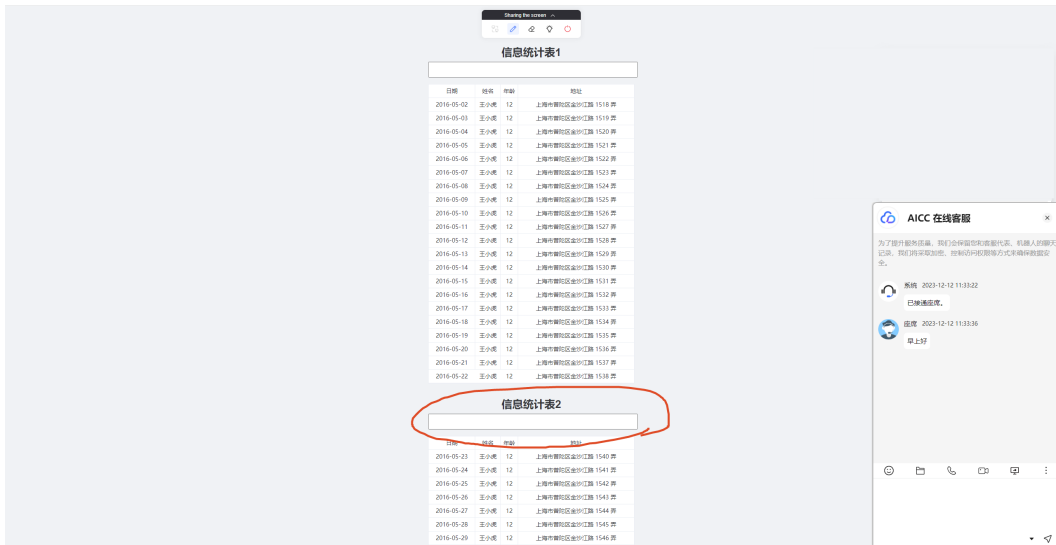 Sharing the screen
信息统计表1
日期 姓名 年龄 地址
2016-05-02 王小虎 12 上海市普陀区金沙江路 1518 弄
2016-05-03 王小虎 12 上海市普陀区金沙江路 1519 弄
2016-05-04 王小虎 12 上海市普陀区金沙江路 1520 弄
2016-05-05 王小虎 12 上海市普陀区金沙江路 1521 弄
2016-05-06 王小虎 12 上海市普陀区金沙江路 1522 弄
2016-05-07 王小虎 12 上海市普陀区金沙江路 1523 弄
2016-05-08 王小虎 12 上海市普陀区金沙江路 1524 弄
2016-05-09 王小虎 12 上海市普陀区金沙江路 1525 弄
2016-05-10 王小虎 12 上海市普陀区金沙江路 1526 弄
2016-05-11 王小虎 12 上海市普陀区金沙江路 1527 弄
2016-05-12 王小虎 12 上海市普陀区金沙江路 1528 弄
2016-05-13 王小虎 12 上海市普陀区金沙江路 1529 弄
2016-05-14 王小虎 12 上海市普陀区金沙江路 1530 弄
2016-05-15 王小虎 12 上海市普陀区金沙江路 1531 弄
2016-05-16 王小虎 12 上海市普陀区金沙江路 1532 弄
2016-05-17 王小虎 12 上海市普陀区金沙江路 1533 弄
2016-05-18 王小虎 12 上海市普陀区金沙江路 1534 弄
2016-05-19 王小虎 12 上海市普陀区金沙江路 1535 弄
2016-05-20 王小虎 12 上海市普陀区金沙江路 1536 弄
2016-05-21 王小虎 12 上海市普陀区金沙江路 1537 弄
2016-05-22 王小虎 12 上海市普陀区金沙江路 1538 弄
信息统计表2
日期 姓名 年龄 地址
2016-05-23 王小虎 12 上海市普陀区金沙江路 1540 弄
2016-05-24 王小虎 12 上海市普陀区金沙江路 1541 弄
2016-05-25 王小虎 12 上海市普陀区金沙江路 1542 弄
2016-05-26 王小虎 12 上海市普陀区金沙江路 1543 弄
2016-05-27 王小虎 12 上海市普陀区金沙江路 1544 弄
2016-05-28 王小虎 12 上海市普陀区金沙江路 1545 弄
2016-05-29 王小虎 12 上海市普陀区金沙江路 1546 弄
AICC 在线客服
为了提升服务质量，我们会保留您和客服代表、机器人的聊天
记录，我们将采取加密、控制访问权限等方式来确保数据安
全。
系统 2023-12-12 11:33:22
已接通座席。
座席 2023-12-12 11:33:36
早上好